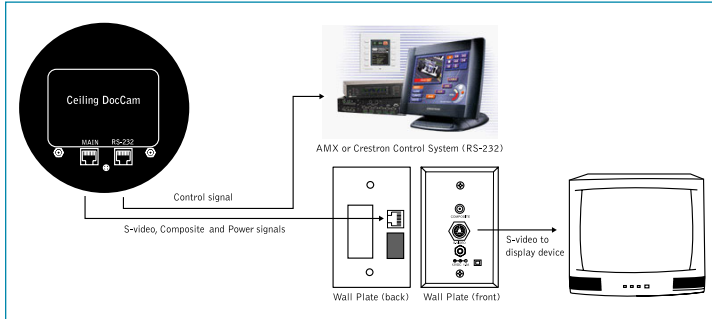 Ceiling DocCam
MAIN
RS-232
AMX or Crestron Control System (RS-232)
Control signal
S-video, Composite and Power signals
COMPOSITE
S-VIDEO
S-video to
display device
Wall Plate (back)
Wall Plate (front)